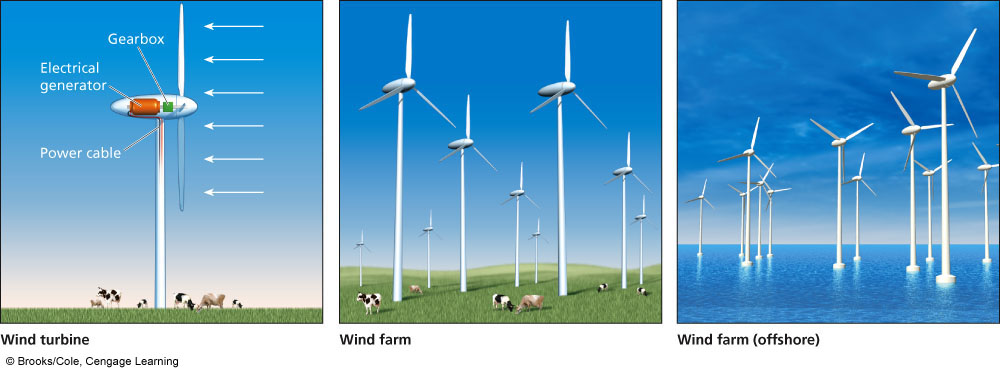 Gearbox
Electrical
generator
Power cable
Wind turbine
Wind farm
Wind farm (offshore)
© Brooks/Cole, Cengage Learning